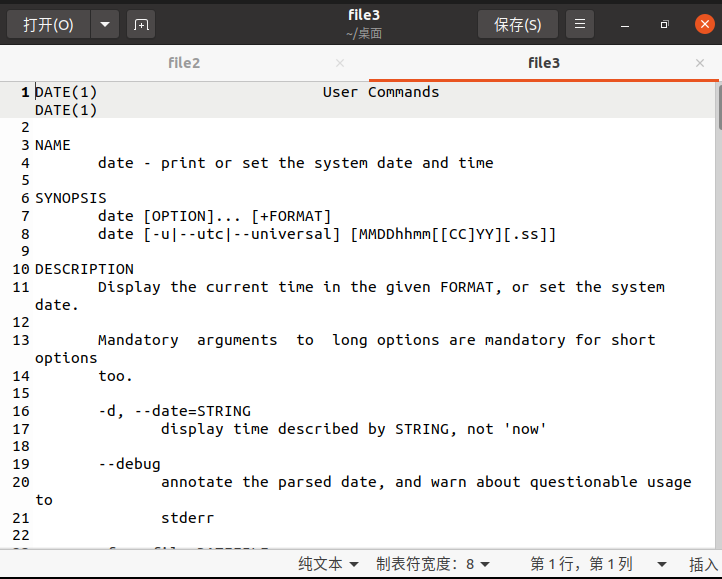 打开(O)
file3
~/桌面
保存(S)
file2
file3
1 DATE(1) User Commands
DATE(1)
2
3 NAME
4 date - print or set the system date and time
5
6 SYNOPSIS
7 date [OPTION]... [+FORMAT]
8 date [-u|--utc|--universal] [MMDDhhmm[[CC]YY][.ss]]
9
10 DESCRIPTION
11 Display the current time in the given FORMAT, or set the system
date.
12
13 Mandatory arguments to long options are mandatory for short
options
14 too.
15
16 -d, --date=STRING
17 display time described by STRING, not 'now'
18
19 --debug
20 annotate the parsed date, and warn about questionable usage
to
21 stderr
22
纯文本 制表符宽度: 8 第 1 行, 第 1 列 插入